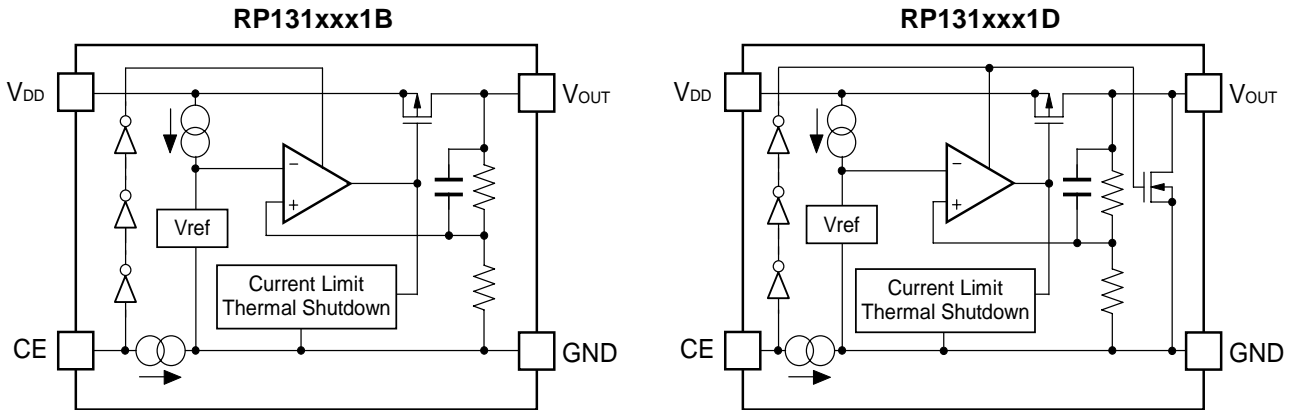 RP131xxx1B
VDD
VOUT
−
+
Vref
Current Limit
Thermal Shutdown
CE
GND
RP131xxx1D
VDD
VOUT
−
+
Vref
Current Limit
Thermal Shutdown
CE
GND